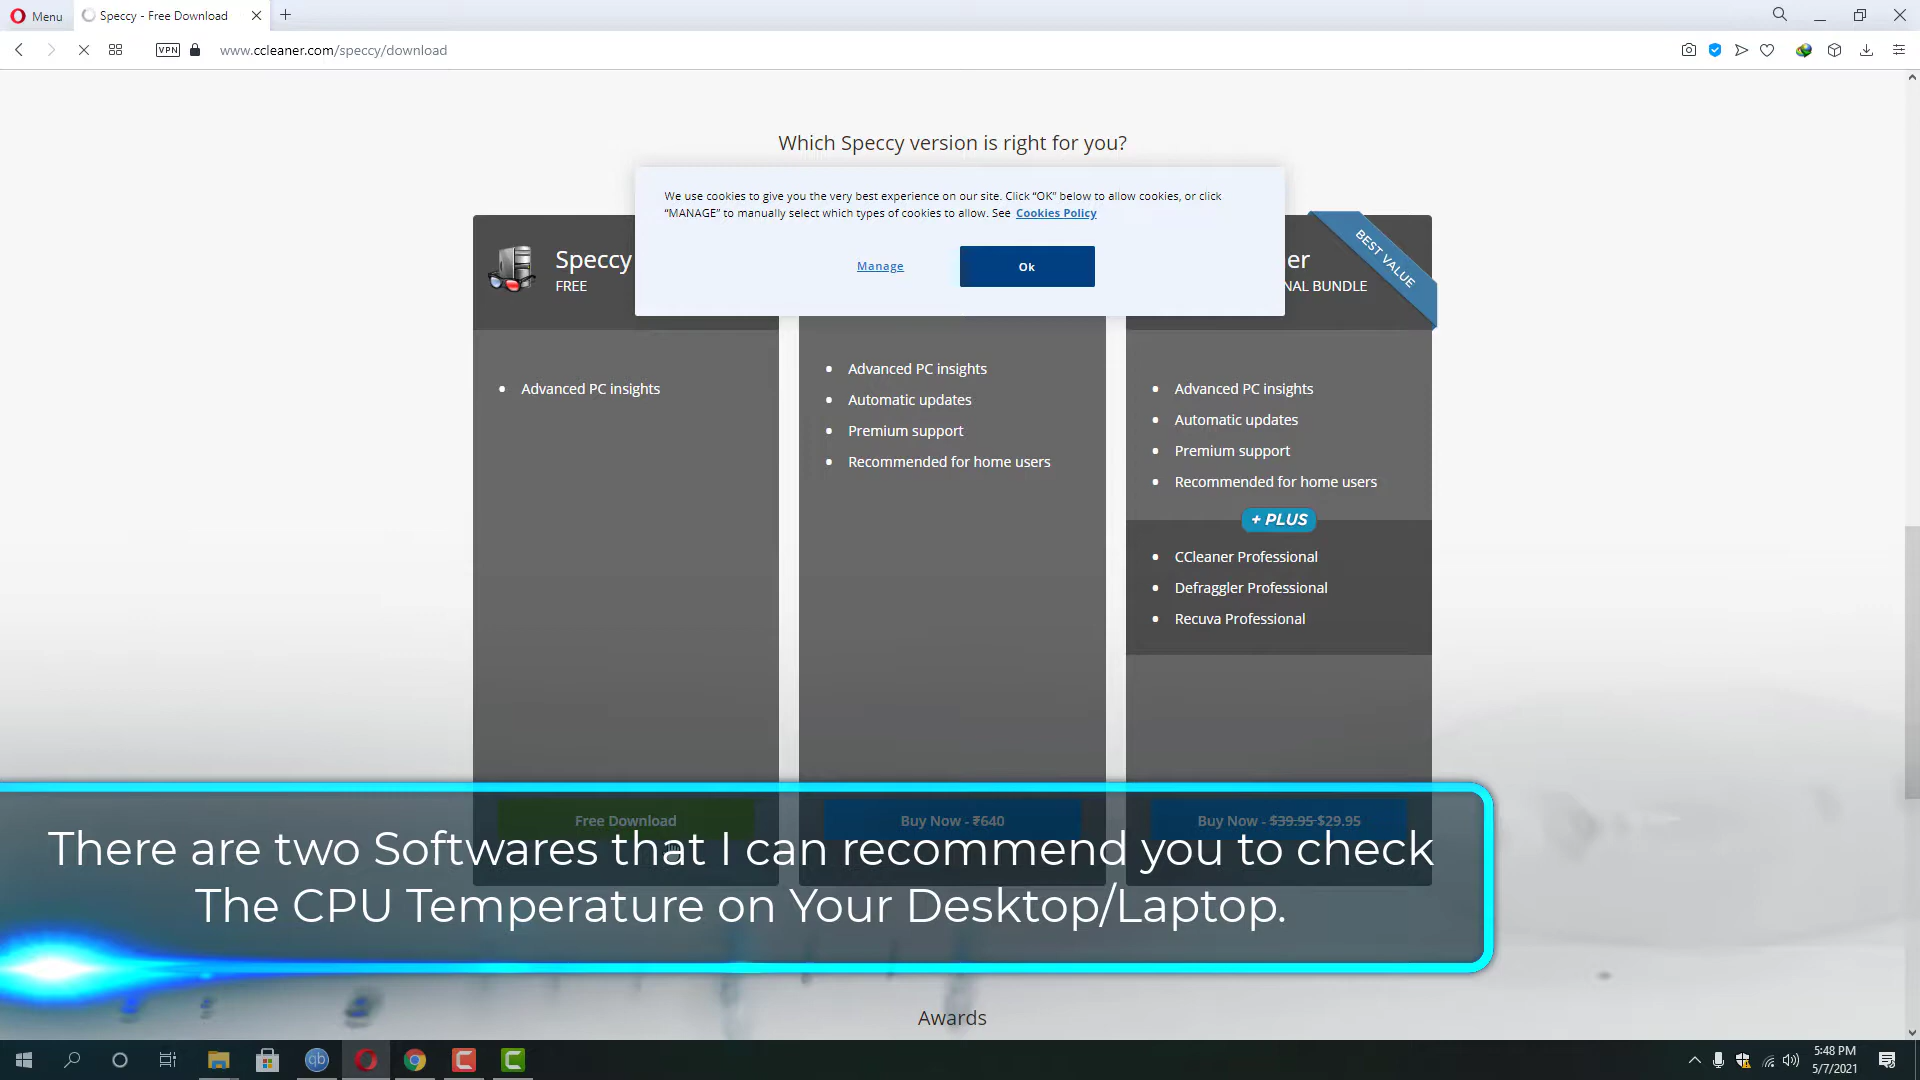 Menu
Speccy - Free Download
VPN
www.ccleaner.com/speccy/download
Which Speccy version is right for you?
We use cookies to give you the very best experience on our site. Click “OK” below to allow cookies, or click
“MANAGE” to manually select which types of cookies to allow. See Cookies Policy
Manage
Ok
Speccy
FREE
er
NAL BUNDLE
BEST VALUE
Advanced PC insights
Advanced PC insights
Automatic updates
Premium support
Recommended for home users
Advanced PC insights
Automatic updates
Premium support
Recommended for home users
+ PLUS
CCleaner Professional
Defraggler Professional
Recuva Professional
Free Download
Buy Now - ₹640
Buy Now - $39.95 $29.95
There are two Softwares that I can recommend you to check
The CPU Temperature on Your Desktop/Laptop.
Awards
qb
5:48 PM
5/7/2021